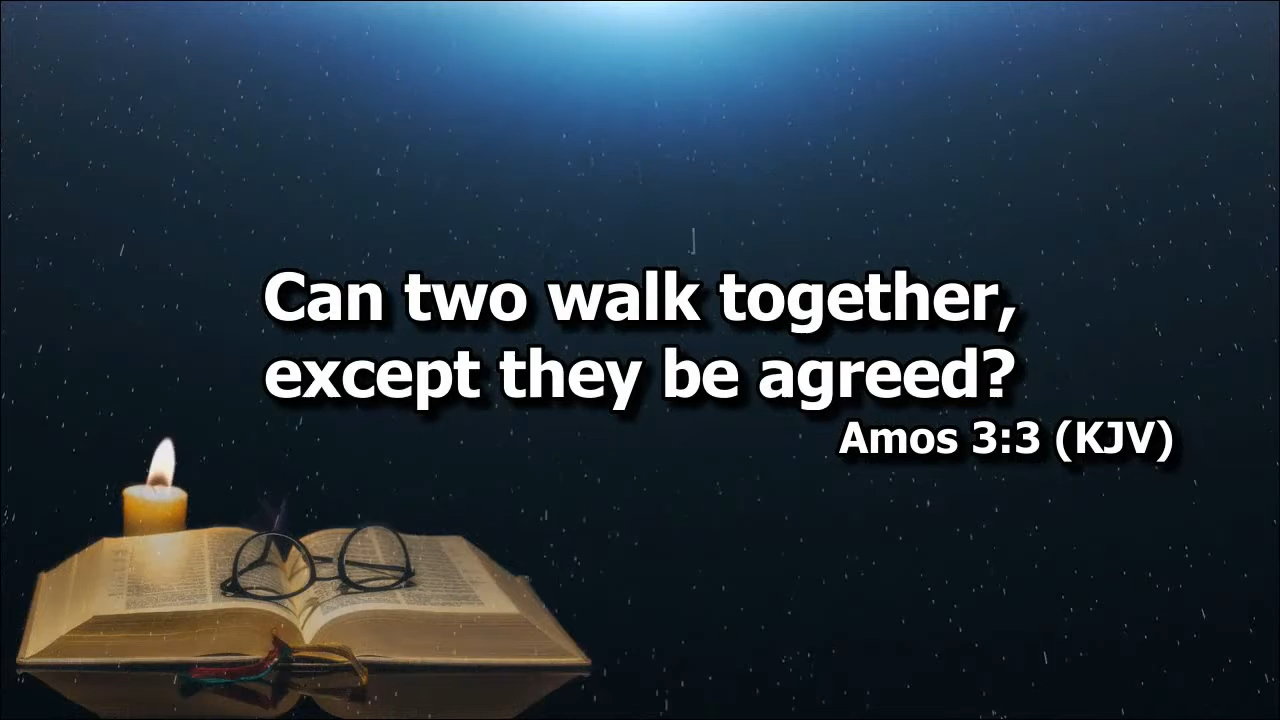 Can two walk together,
except they be agreed?
Amos 3:3 (KJV)